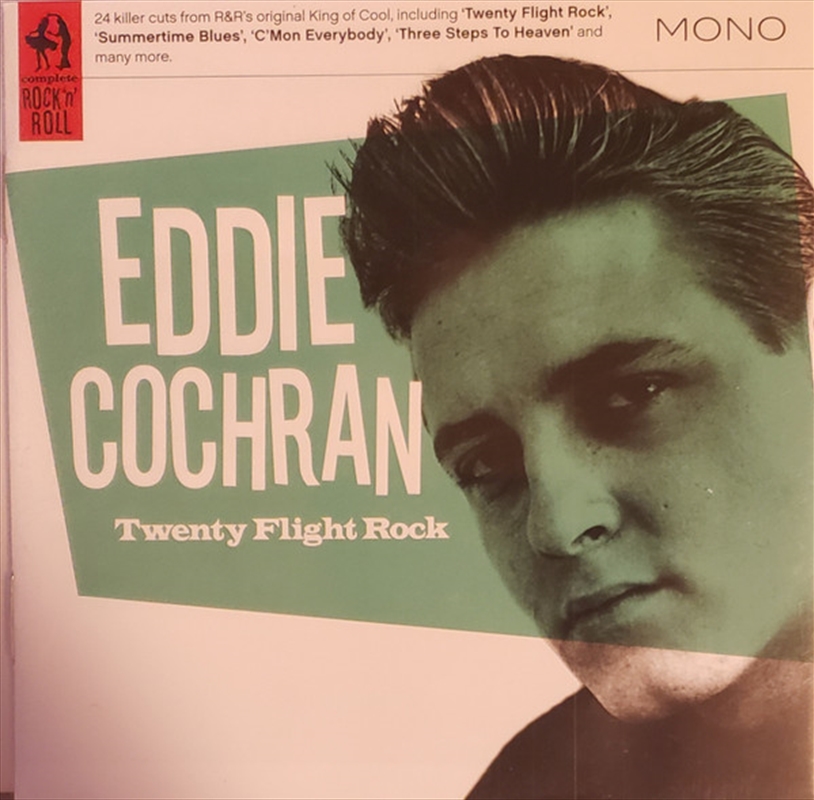 24 killer cuts from R&R's original King of Cool, including 'Twenty Flight Rock',
'Summertime Blues', 'C'Mon Everybody', 'Three Steps To Heaven' and
many more.
MONO
complete
ROCK'n'
ROLL
EDDIE
COCHRAN
Twenty Flight Rock